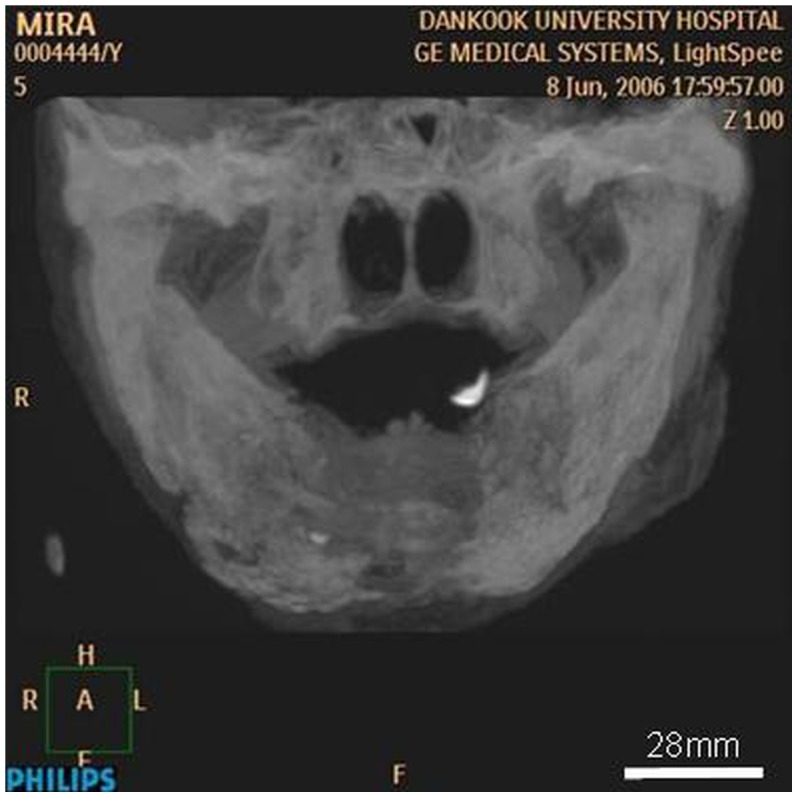 MIRA
0004444/Y
5
DANKOOK UNIVERSITY HOSPITAL
GE MEDICAL SYSTEMS, LightSpee
8 Jun, 2006 17:59:57.00
Z 1.00
R
H
R A L
F
PHILIPS
F
28mm